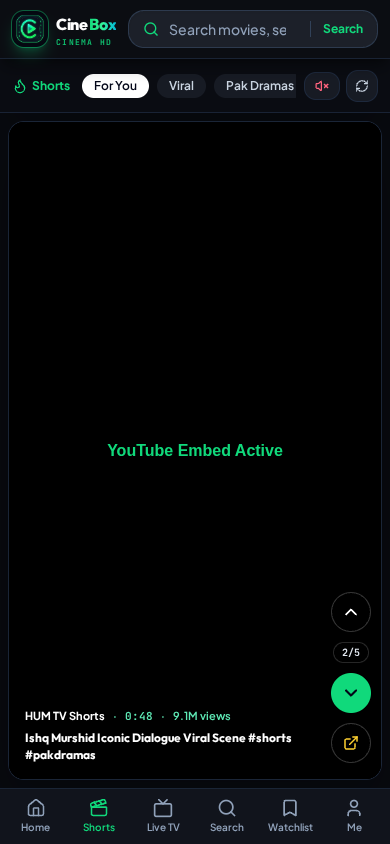 CineBox
CINEMA HD
Search movies, se
Search
Shorts
For You
Viral
Pak Dramas
YouTube Embed Active
2/5
HUM TV Shorts · 0:48 · 9.1M views
Ishq Murshid Iconic Dialogue Viral Scene #shorts
#pakdramas
Home
Shorts
Live TV
Search
Watchlist
Me